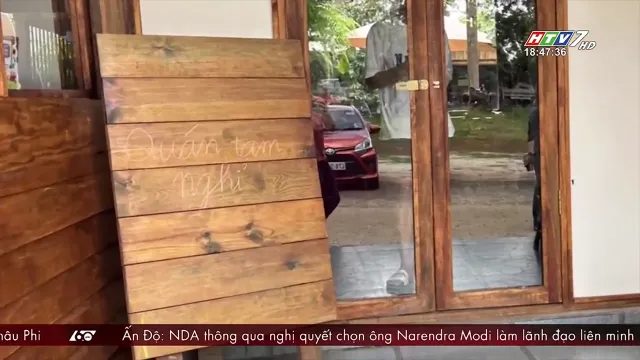 HTV7 HD
18:47:36
Quán tạm
nghỉ
hâu Phi
60 Ấn Độ: NDA thông qua nghị quyết chọn ông Narendra Modi làm lãnh đạo liên minh